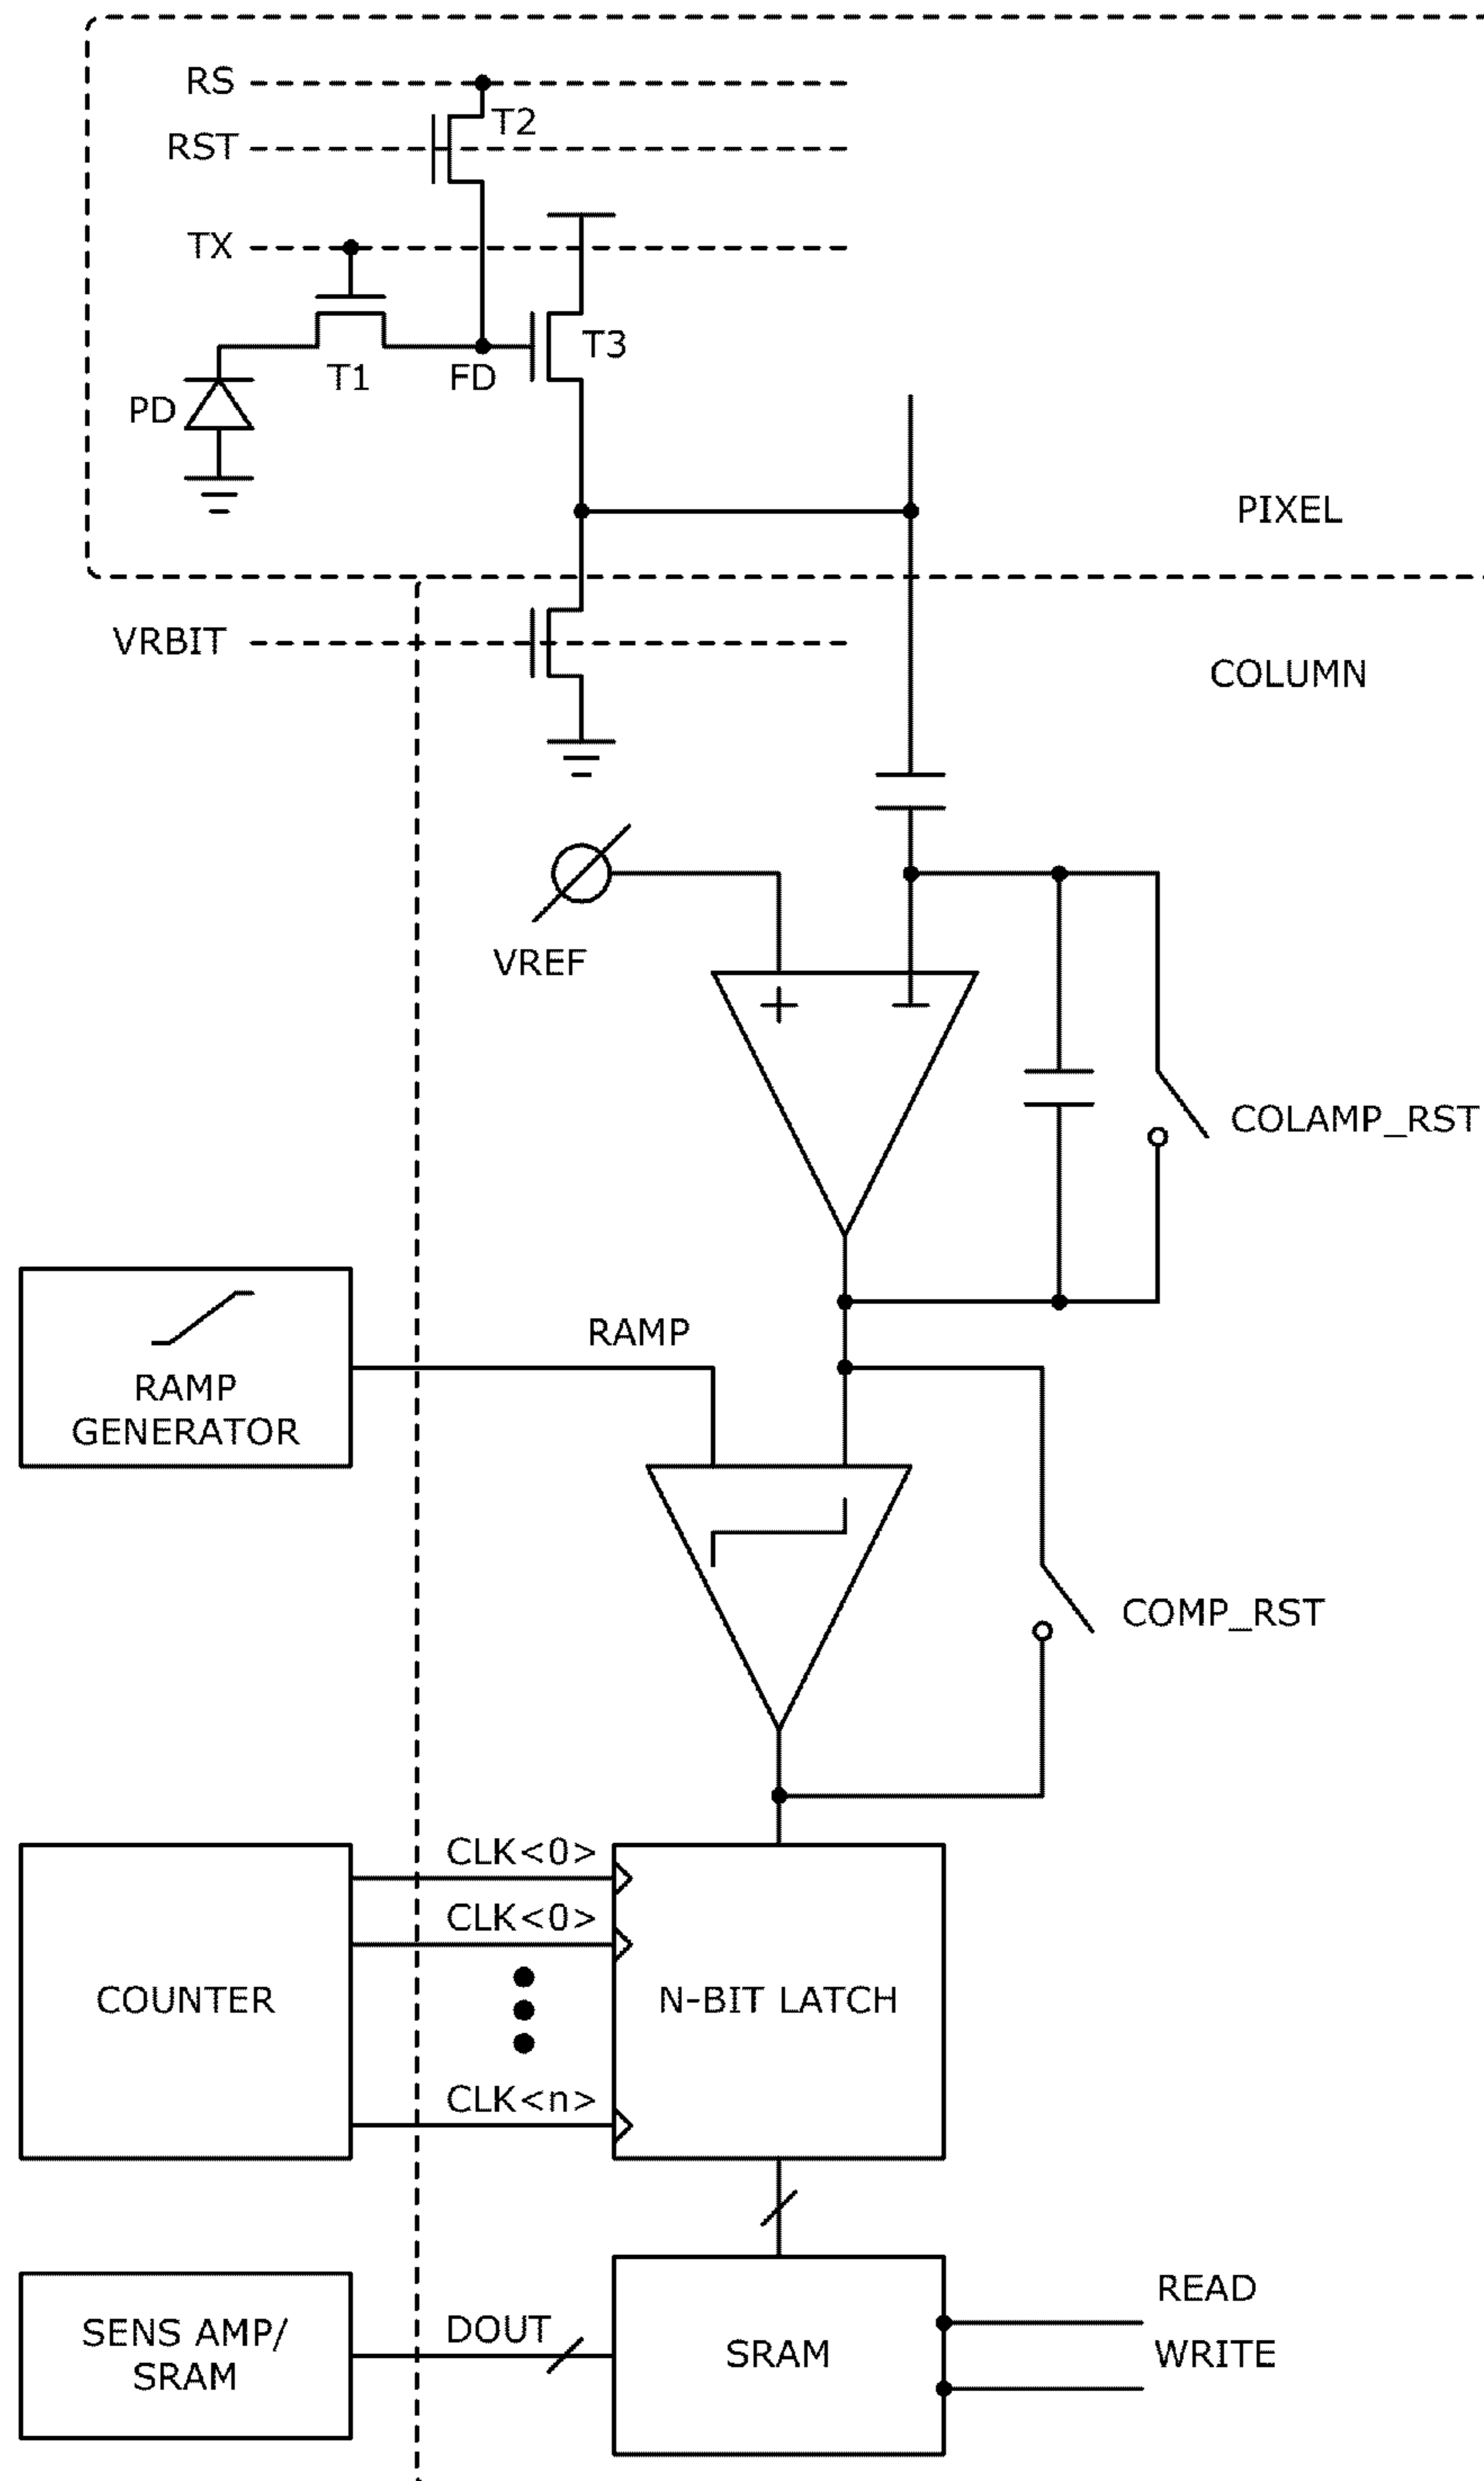 RS
T2
RST
TX
T3
T1
FD
PD
PIXEL
VRBIT
COLUMN
VREF
+
COLAMP_RST
RAMP
RAMP
GENERATOR
COMP_RST
CLK<0>
CLK<0>
COUNTER
N-BIT LATCH
CLK<n>
READ
SENS AMP/
SRAM
DOUT
SRAM
WRITE